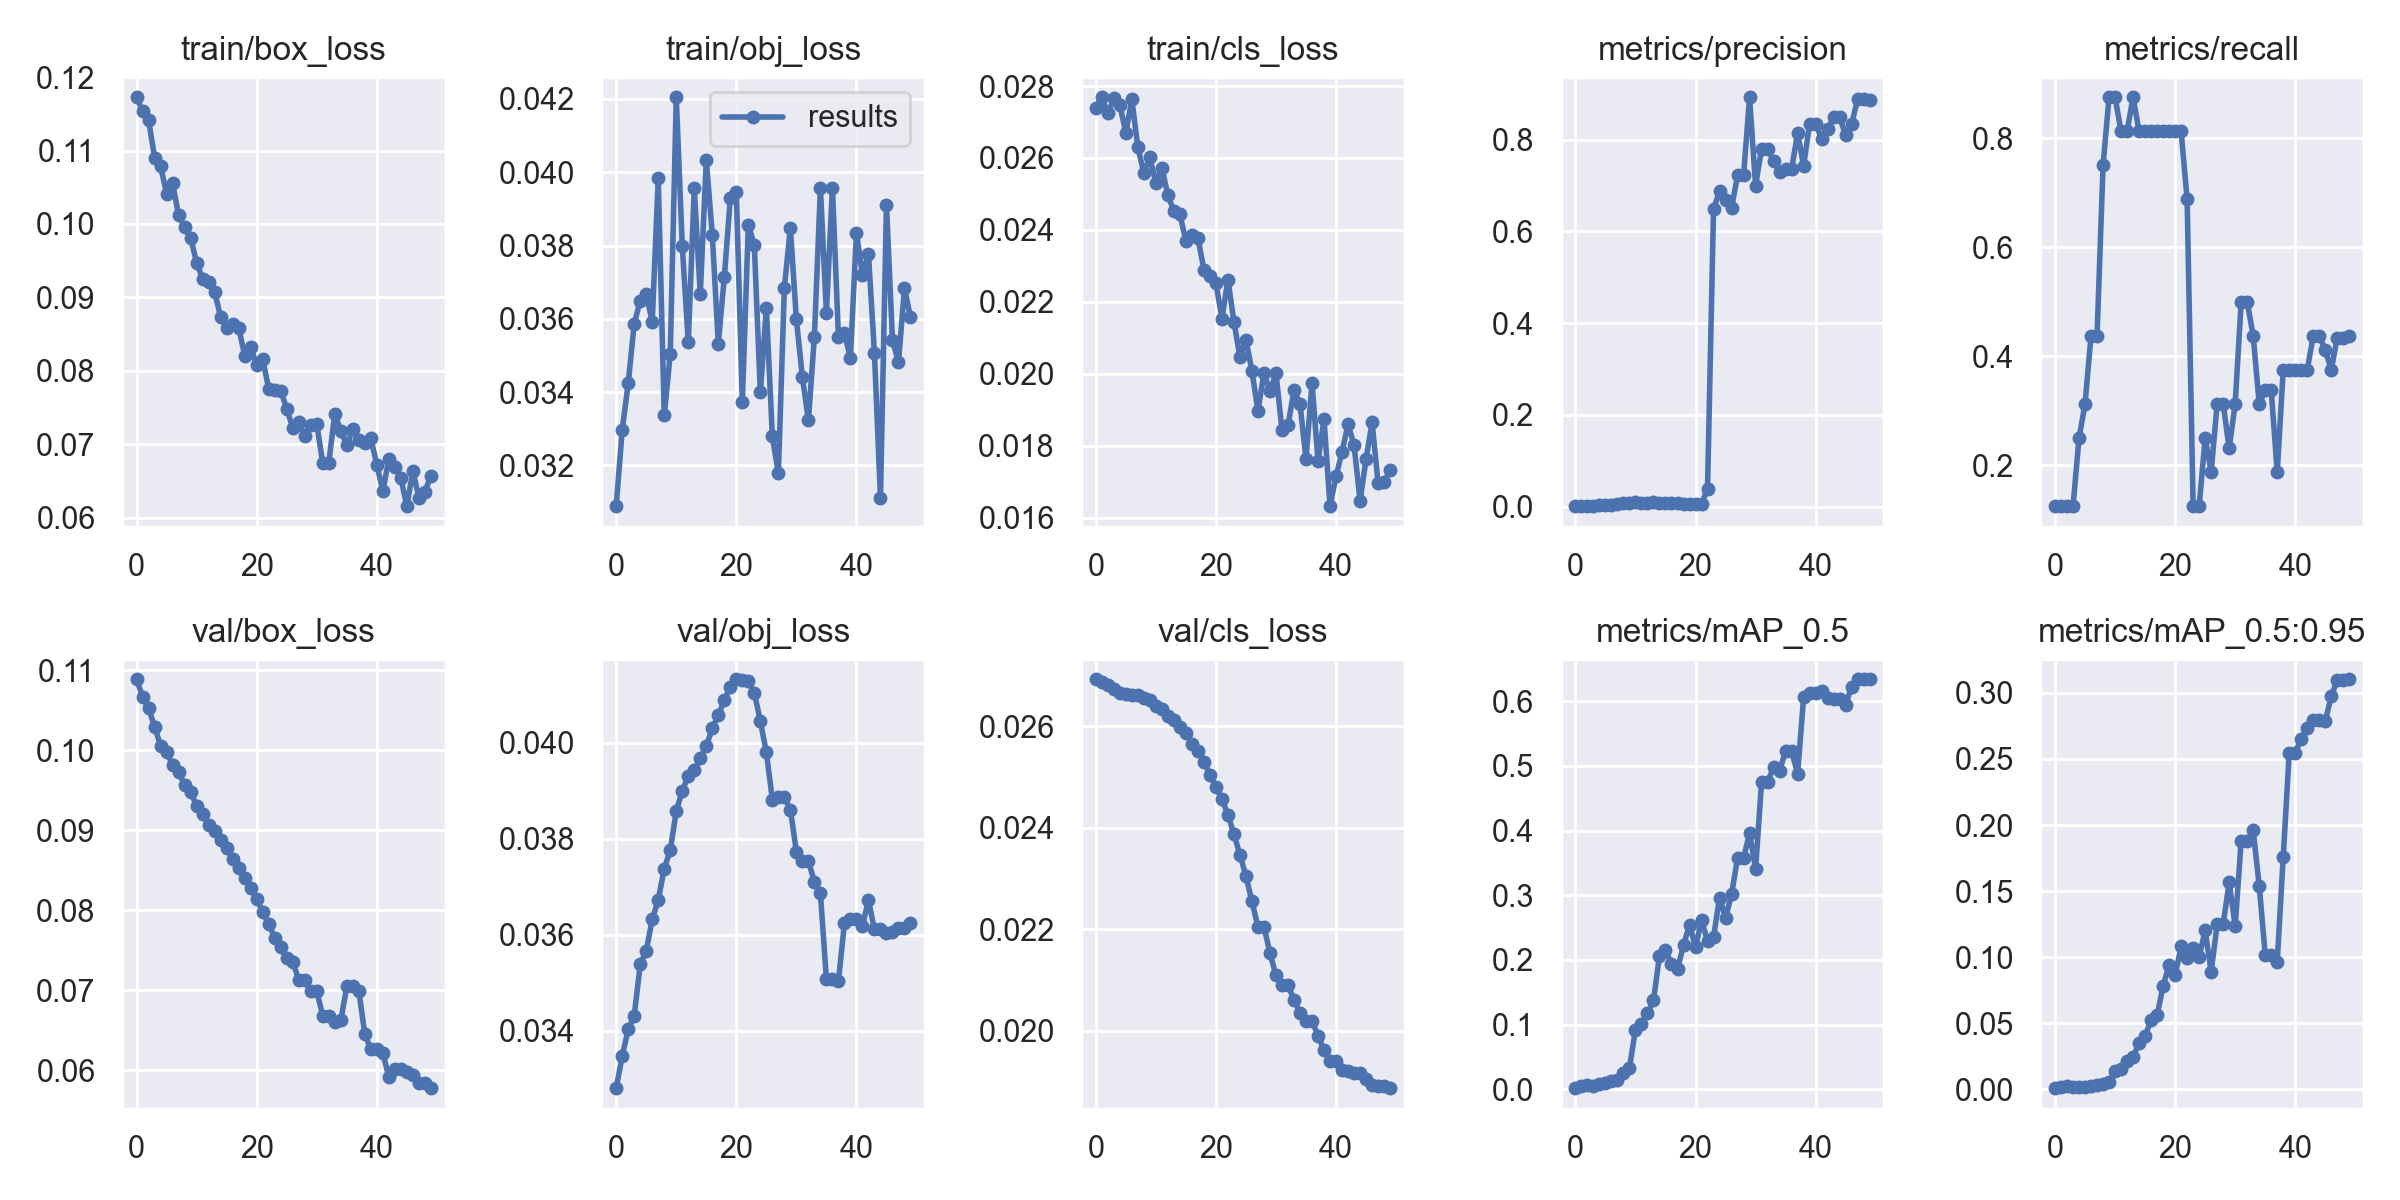 train/box_loss
0.12
0.11
0.10
0.09
0.08
0.07
0.06
0 20 40
train/obj_loss
results
0.042
0.040
0.038
0.036
0.034
0.032
0 20 40
train/cls_loss
0.028
0.026
0.024
0.022
0.020
0.018
0.016
0 20 40
metrics/precision
0.8
0.6
0.4
0.2
0.0
0 20 40
metrics/recall
0.8
0.6
0.4
0.2
0 20 40
val/box_loss
0.11
0.10
0.09
0.08
0.07
0.06
0 20 40
val/obj_loss
0.040
0.038
0.036
0.034
0 20 40
val/cls_loss
0.026
0.024
0.022
0.020
0 20 40
metrics/mAP_0.5
0.6
0.5
0.4
0.3
0.2
0.1
0.0
0 20 40
metrics/mAP_0.5:0.95
0.30
0.25
0.20
0.15
0.10
0.05
0.00
0 20 40